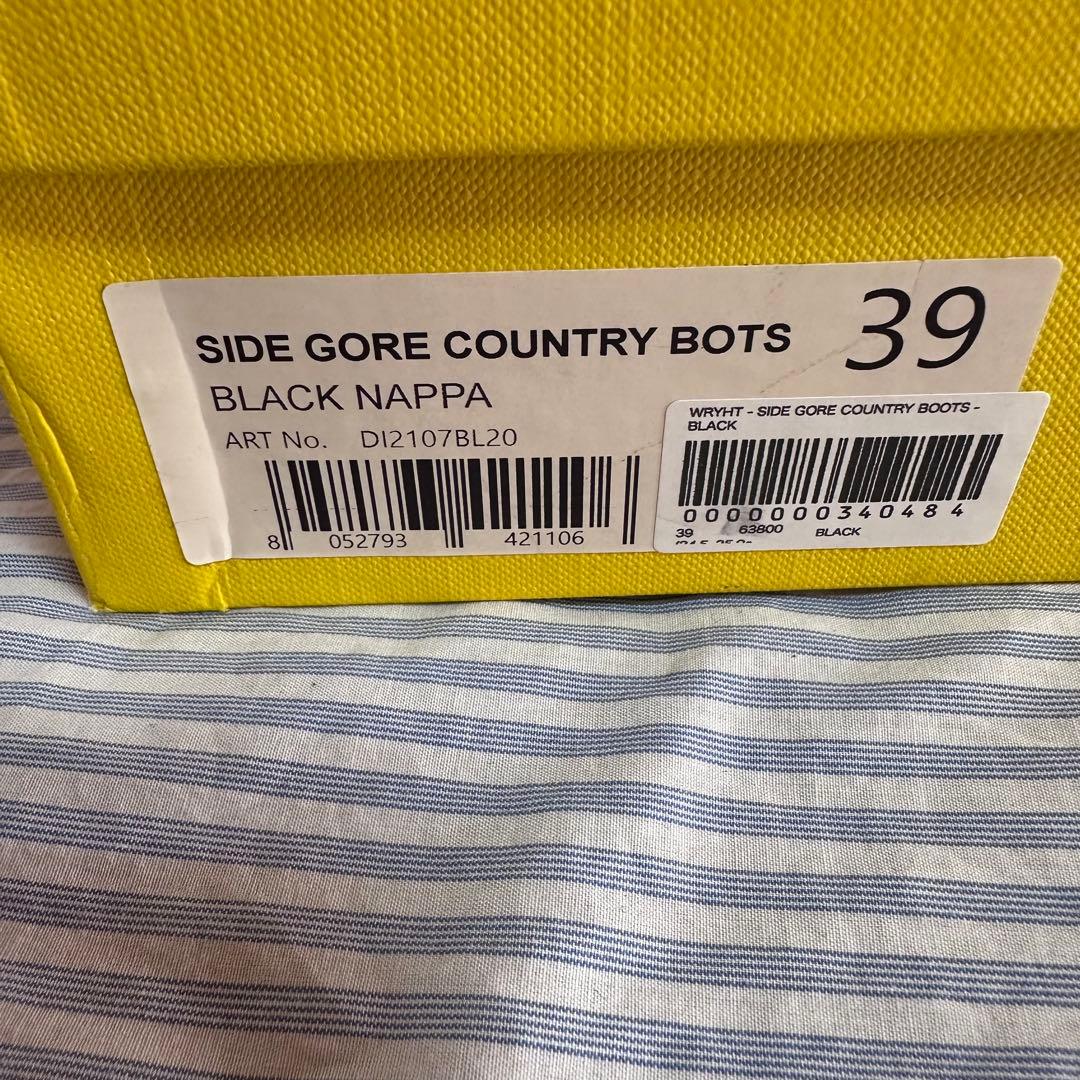 SIDE GORE COUNTRY BOTS
39
BLACK NAPPA
ART No. DI2107BL20
8 052793 421106
WRYHT - SIDE GORE COUNTRY BOOTS -
BLACK
0000000340484
39 63800 BLACK